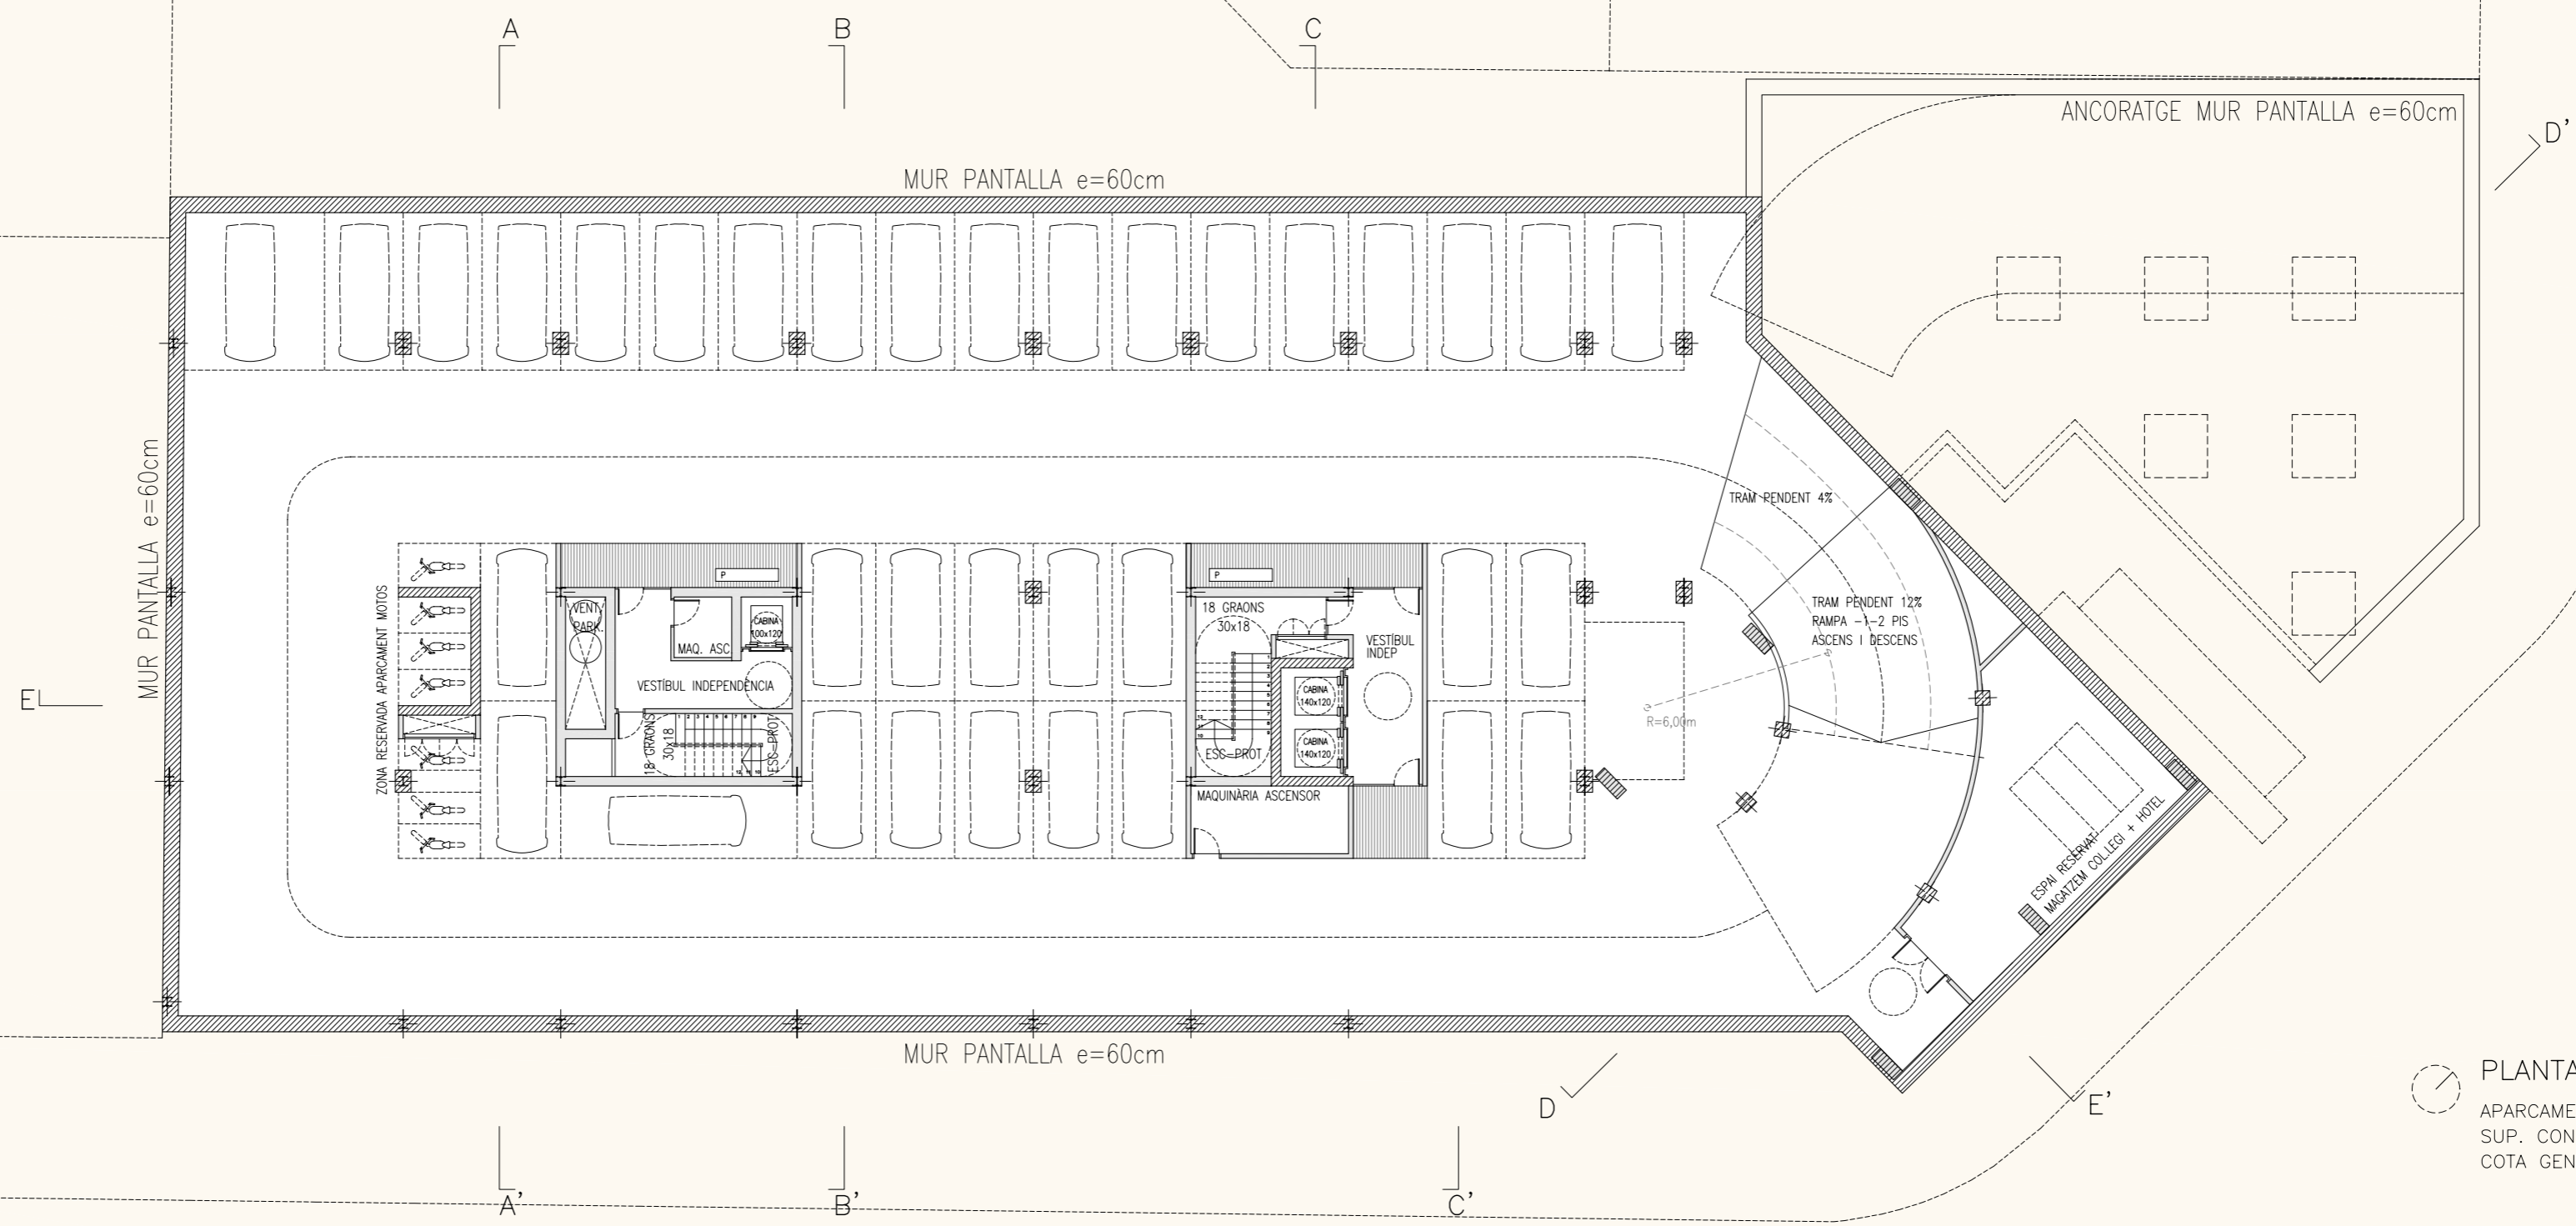 A
B
C
D'
ANCORATGE MUR PANTALLA e=60cm
MUR PANTALLA e=60cm
MUR PANTALLA e=60cm
E
ZONA RESERVADA APARCAMENT MOTOS
P
VENT.
PARK.
MAQ. ASC.
CABINA
100x120
VESTÍBUL INDEPENDÈNCIA
18 GRAONS
30x18
ESC-PROT
P
18 GRAONS
30x18
VESTÍBUL
INDEP
CABINA
140x120
CABINA
140x120
ESC-PROT
MAQUINÀRIA ASCENSOR
TRAM PENDENT 4%
TRAM PENDENT 12%
RAMPA -1-2 PIS
ASCENS I DESCENS
R=6,00m
ESPAI RESERVAT
MAGATZEM COL.LEGI + HOTEL
MUR PANTALLA e=60cm
D
E'
A'
B'
C'
PLANTA
APARCAME
SUP. CON
COTA GEN